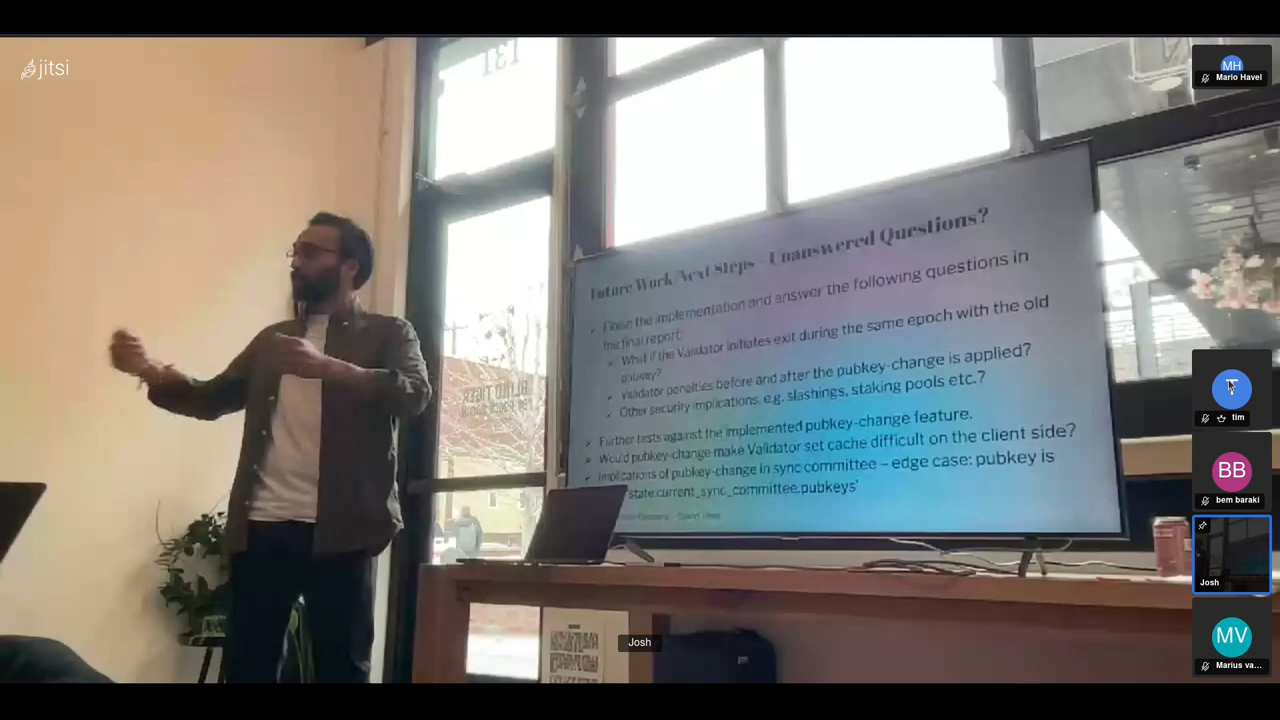 jitsi
131
MH
Mario Havel
Future Work/Next Steps - Unanswered Questions?
Finish the implementation and answer the following questions in
the final report:
What if the Validator initiates exit during the same epoch with the old
pubkey?
Validator penalties before and after the pubkey-change is applied?
Other security implications, e.g. slashings, staking pools etc.?
Further tests against the implemented pubkey-change feature.
Would pubkey-change make Validator set cache difficult on the client side?
Implications of pubkey-change in sync committee – edge case: pubkey is
state.current_sync_committee.pubkeys'
BLIND TIGER
T
tim
BB
bem baraki
Josh
Josh
MV
Marius va...